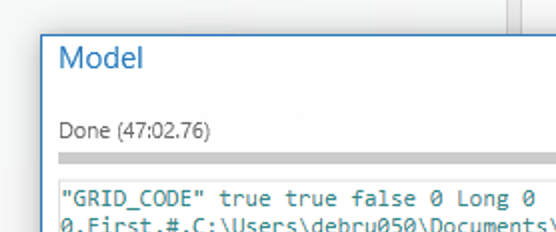 Model
Done (47:02.76)
"GRID_CODE" true true false 0 Long 0
0,First,#,C:\Users\debru050\Documents\